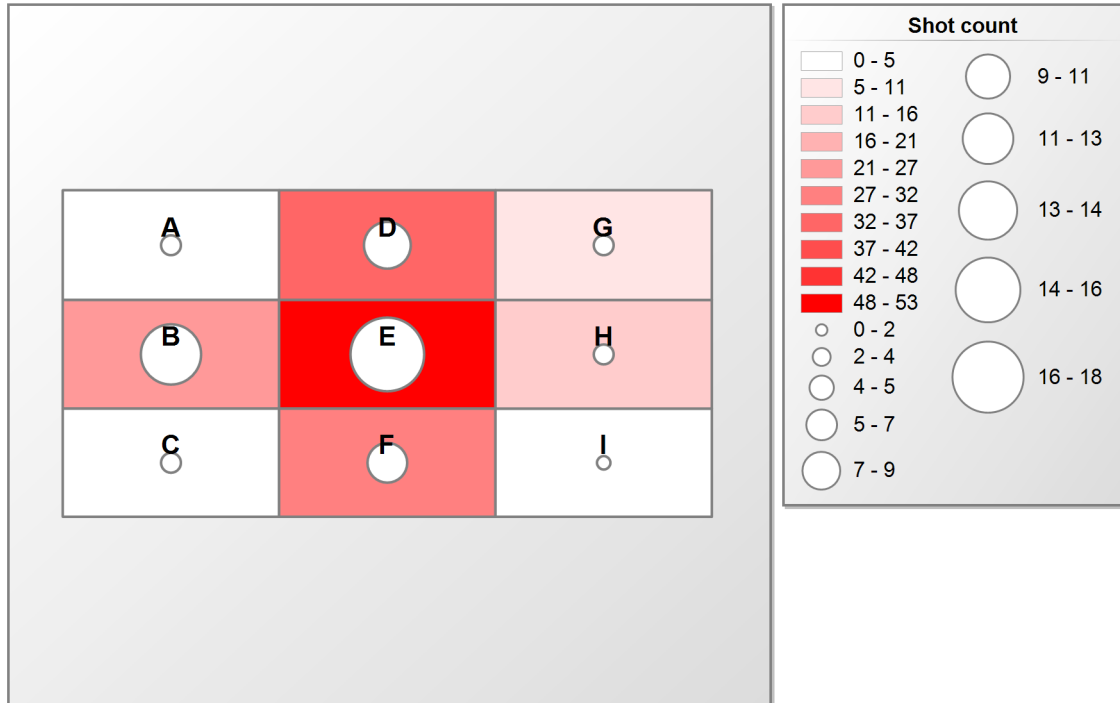 Shot count
0 - 5
5 - 11
11 - 16
16 - 21
21 - 27
27 - 32
32 - 37
37 - 42
42 - 48
48 - 53
0 - 2
2 - 4
4 - 5
5 - 7
7 - 9
9 - 11
11 - 13
13 - 14
14 - 16
16 - 18
A D G
B E H
C F I